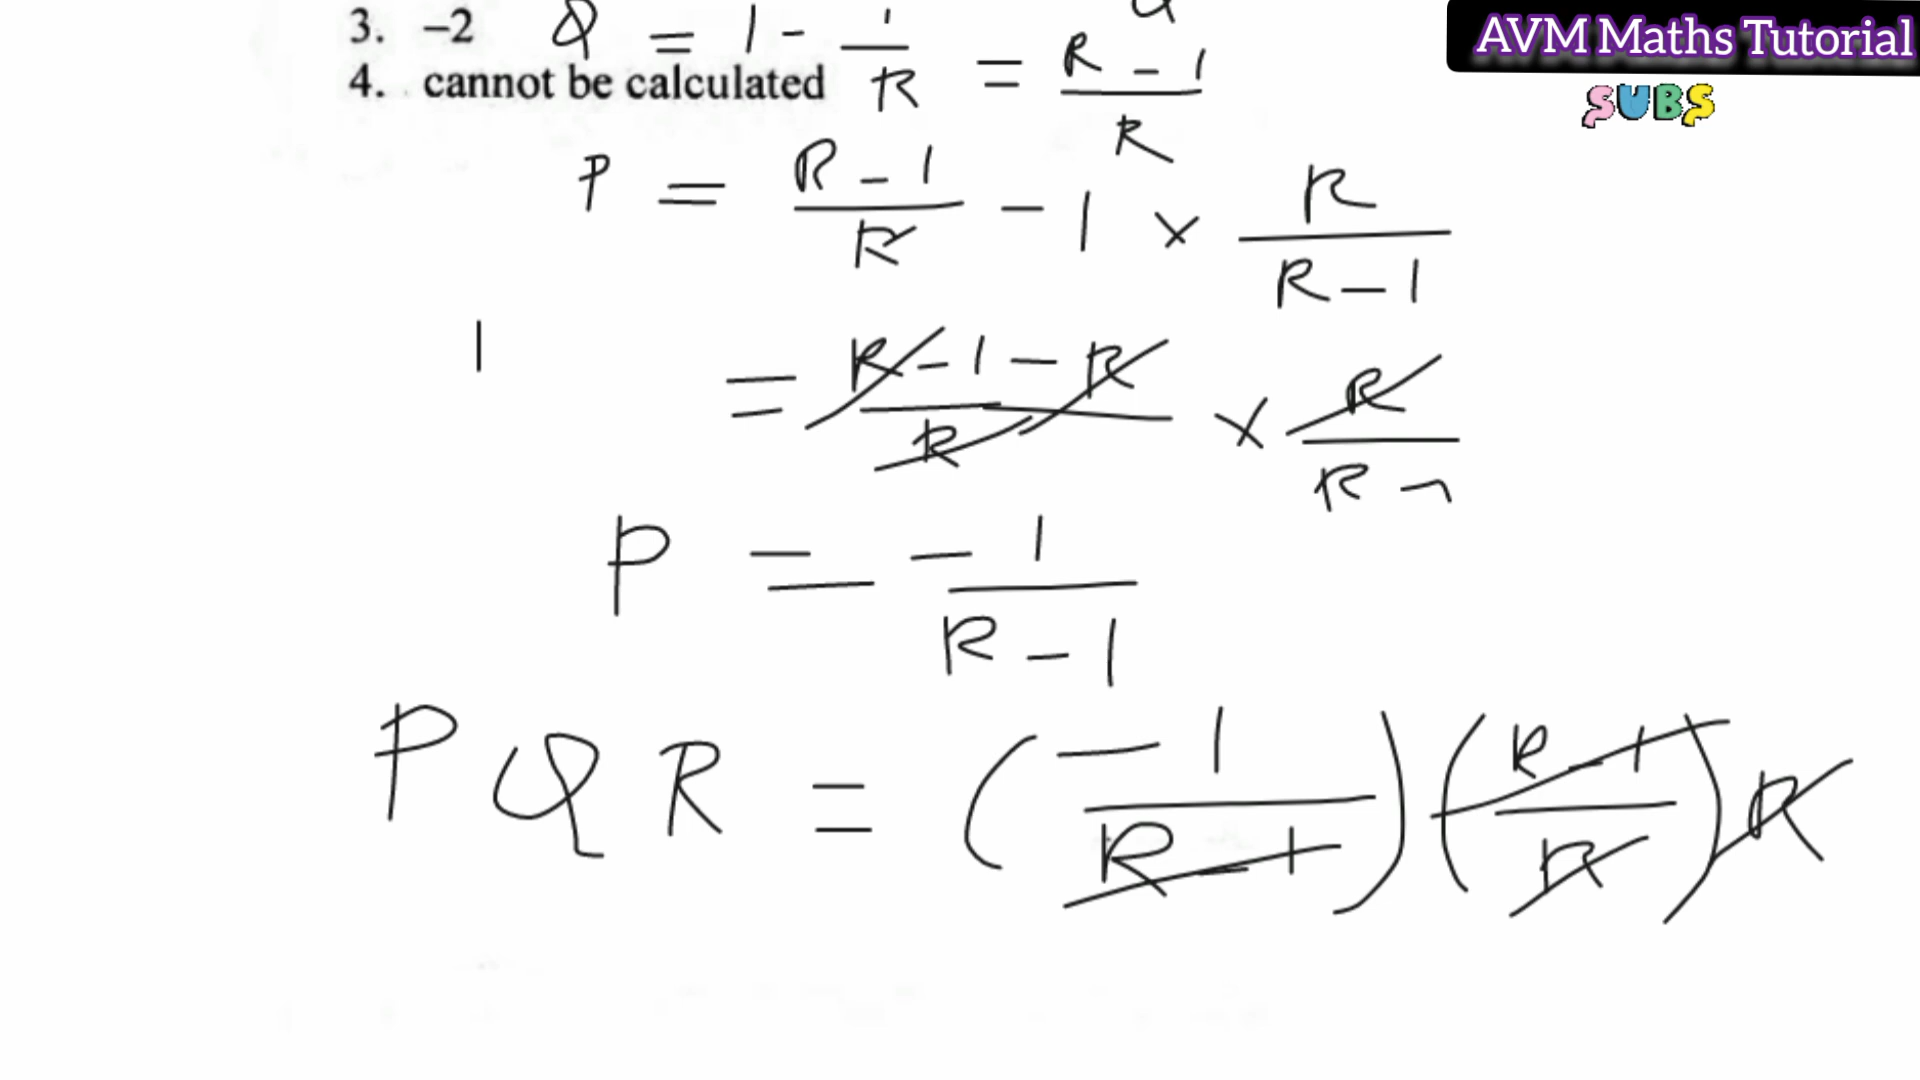 AVM Maths Tutorial
SUBS
3. –2
Q = 1 - 1/R = (R - 1)/R
4. cannot be calculated
P = (R - 1)/R - 1 × R/(R - 1)
1
= (R - 1 - R)/R × R/(R
P = - 1/(R - 1)
PQR = (-1/(R - 1)) ((R - 1)/R) R